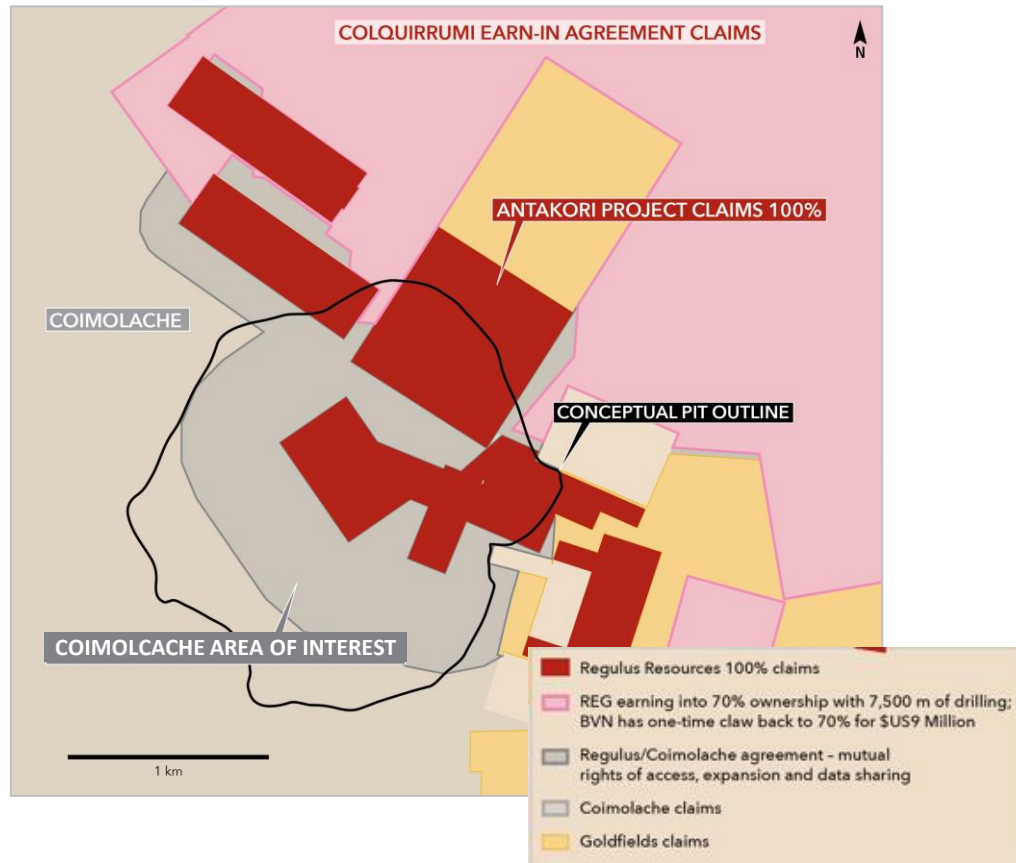 COLQUIRRUMI EARN-IN AGREEMENT CLAIMS
N
ANTAKORI PROJECT CLAIMS 100%
COIMOLACHE
CONCEPTUAL PIT OUTLINE
COIMOLCACHE AREA OF INTEREST
1 km
Regulus Resources 100% claims
REG earning into 70% ownership with 7,500 m of drilling;
BVN has one-time claw back to 70% for $US9 Million
Regulus/Coimolache agreement – mutual
rights of access, expansion and data sharing
Coimolache claims
Goldfields claims